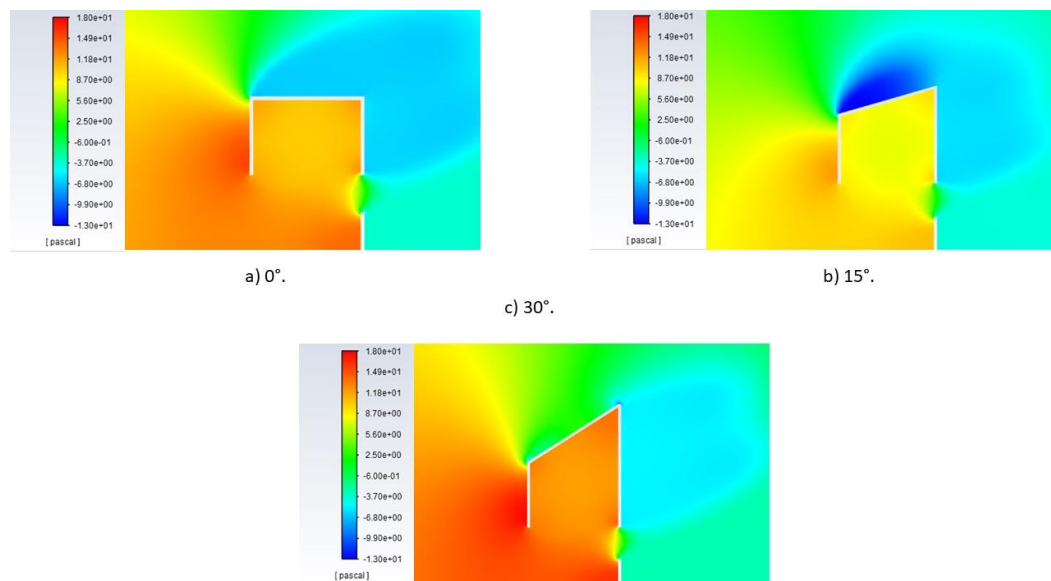 1.80e+01
1.49e+01
1.18e+01
8.70e+00
5.60e+00
2.50e+00
-6.00e-01
-3.70e+00
-6.80e+00
-9.90e+00
-1.30e+01
[ pascal ]
a) 0°.
1.80e+01
1.49e+01
1.18e+01
8.70e+00
5.60e+00
2.50e+00
-6.00e-01
-3.70e+00
-6.80e+00
-9.90e+00
-1.30e+01
[ pascal ]
b) 15°.
c) 30°.
1.80e+01
1.49e+01
1.18e+01
8.70e+00
5.60e+00
2.50e+00
-6.00e-01
-3.70e+00
-6.80e+00
-9.90e+00
-1.30e+01
[ pascal ]